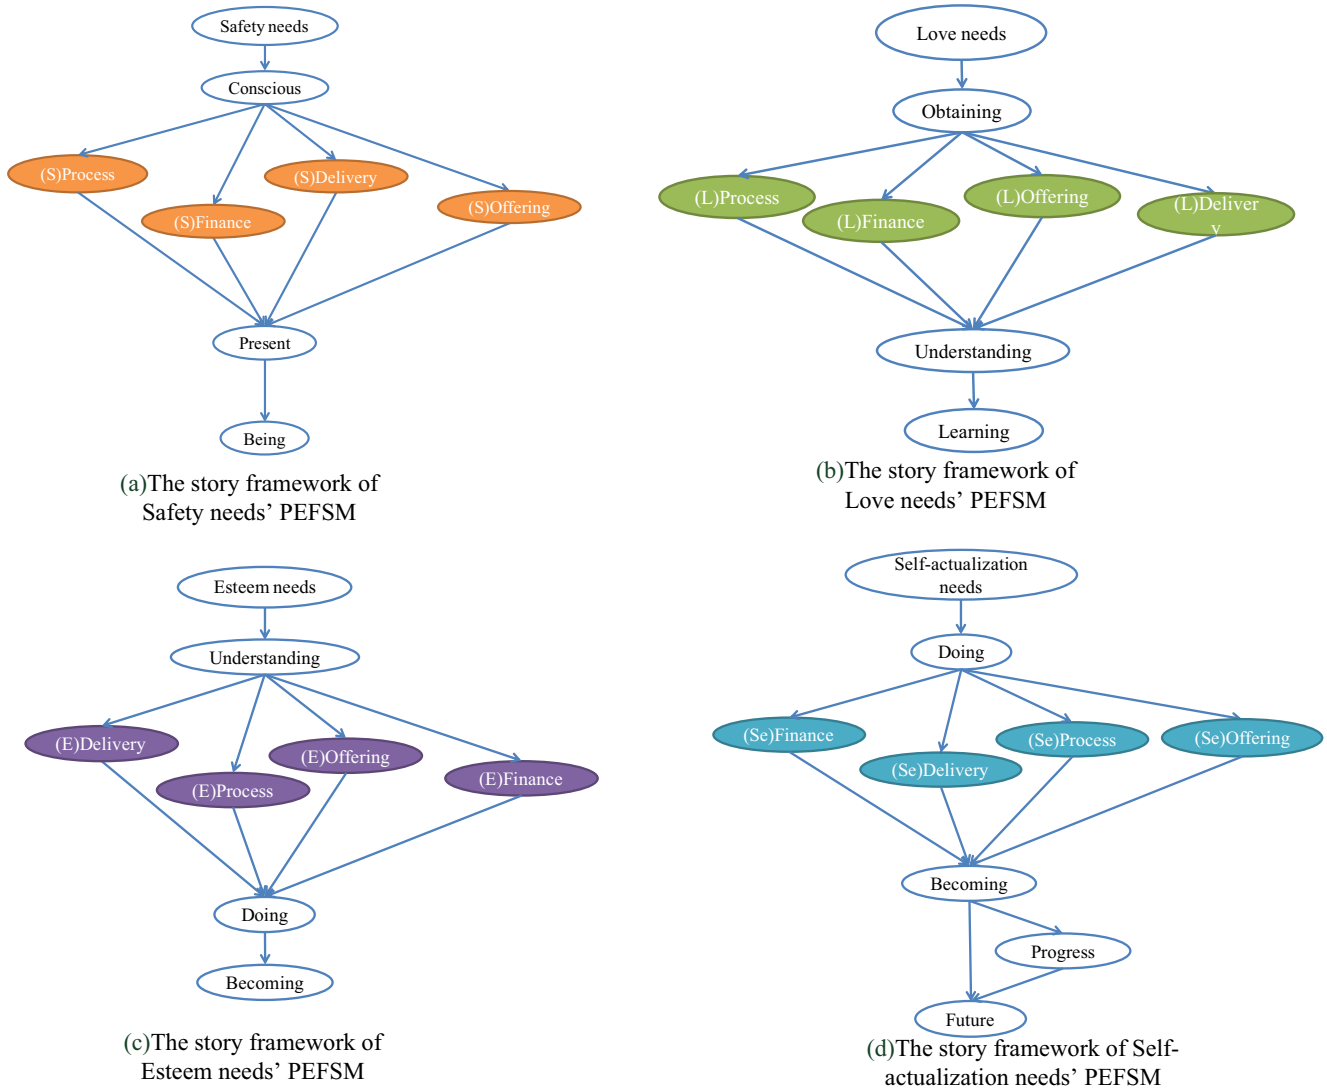 Safety needs
Conscious
(S)Process
(S)Delivery
(S)Finance
(S)Offering
Present
Being
(a)The story framework of
Safety needs’ PEFSM
Love needs
Obtaining
(L)Process
(L)Finance
(L)Offering
(L)Deliver
y
Understanding
Learning
(b)The story framework of
Love needs’ PEFSM
Esteem needs
Understanding
(E)Delivery
(E)Process
(E)Offering
(E)Finance
Doing
Becoming
(c)The story framework of
Esteem needs’ PEFSM
Self-actualization
needs
Doing
(Se)Finance
(Se)Delivery
(Se)Process
(Se)Offering
Becoming
Progress
Future
(d)The story framework of Self-
actualization needs’ PEFSM